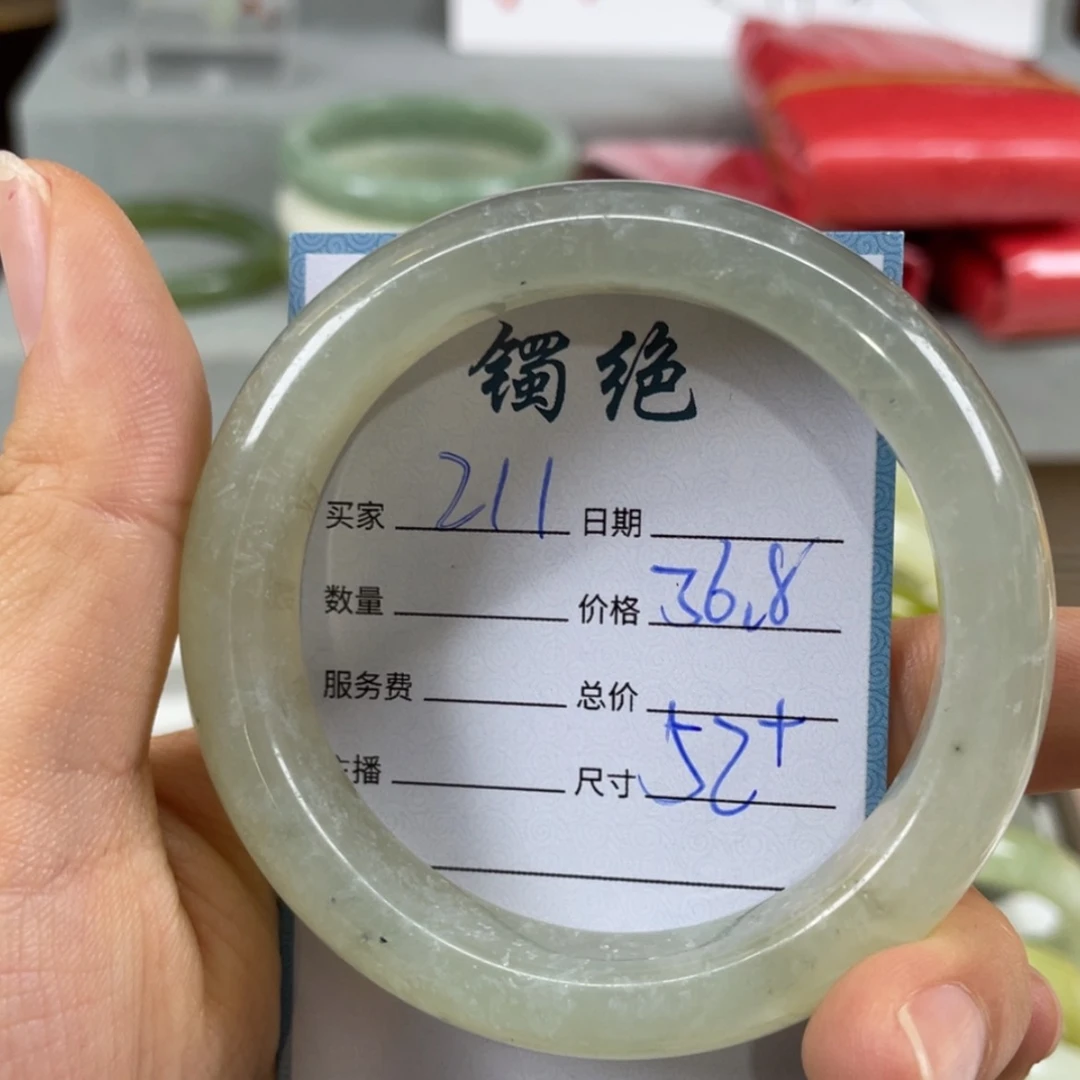 镯绝
买家 211 日期
数量 价格 36.8
服务费 总价
播 尺寸 52+